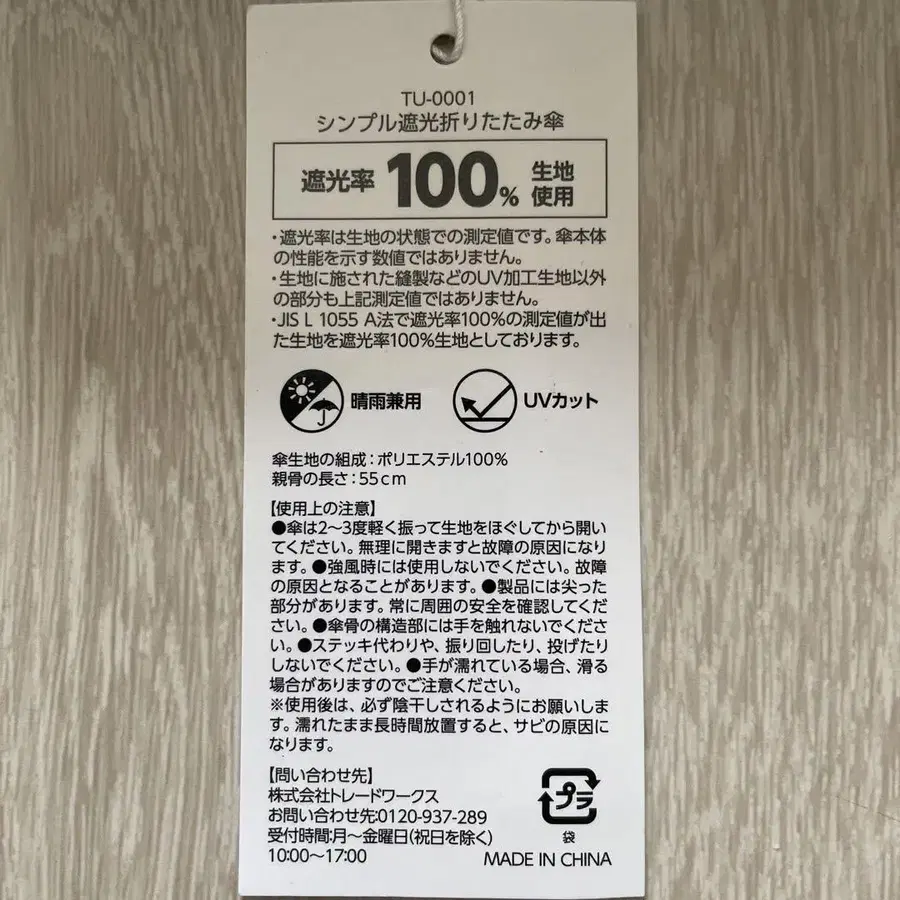 TU-0001
シンプル遮光折りたたみ傘
遮光率 100% 生地使用
・遮光率は生地の状態での測定値です。傘本体
の性能を示す数値ではありません。
・生地に施された縫製などのUV加工生地以外
の部分も上記測定値ではありません。
・JIS L 1055 A法で遮光率100%の測定値が出
た生地を遮光率100%生地としております。
晴雨兼用 UVカット
傘生地の組成：ポリエステル100%
親骨の長さ：55cm
【使用上の注意】
●傘は2〜3度軽く振って生地をほぐしてから開い
てください。無理に開きますと故障の原因になり
ます。●強風時には使用しないでください。故障
の原因となることがあります。●製品には尖った
部分があります。常に周囲の安全を確認してくだ
さい。●傘骨の構造部には手を触れないでくださ
い。●ステッキ代わりや、振り回したり、投げたり
しないでください。●手が濡れている場合、滑る
場合がありますのでご注意ください。
※使用後は、必ず陰干しされるようにお願いしま
す。濡れたまま長時間放置すると、サビの原因に
なります。
【問い合わせ先】
株式会社トレードワークス
お問い合わせ先:0120-937-289
受付時間:月〜金曜日(祝日を除く)
10:00〜17:00
プラ
袋
MADE IN CHINA